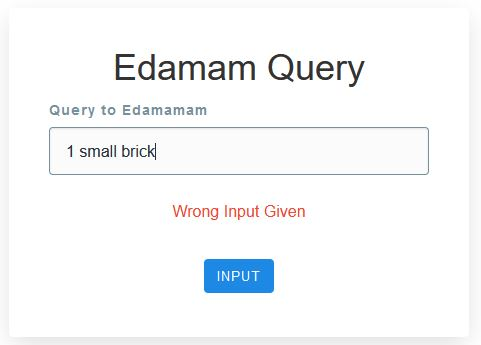 Edamam Query
Query to Edamamam
1 small brick
Wrong Input Given
INPUT